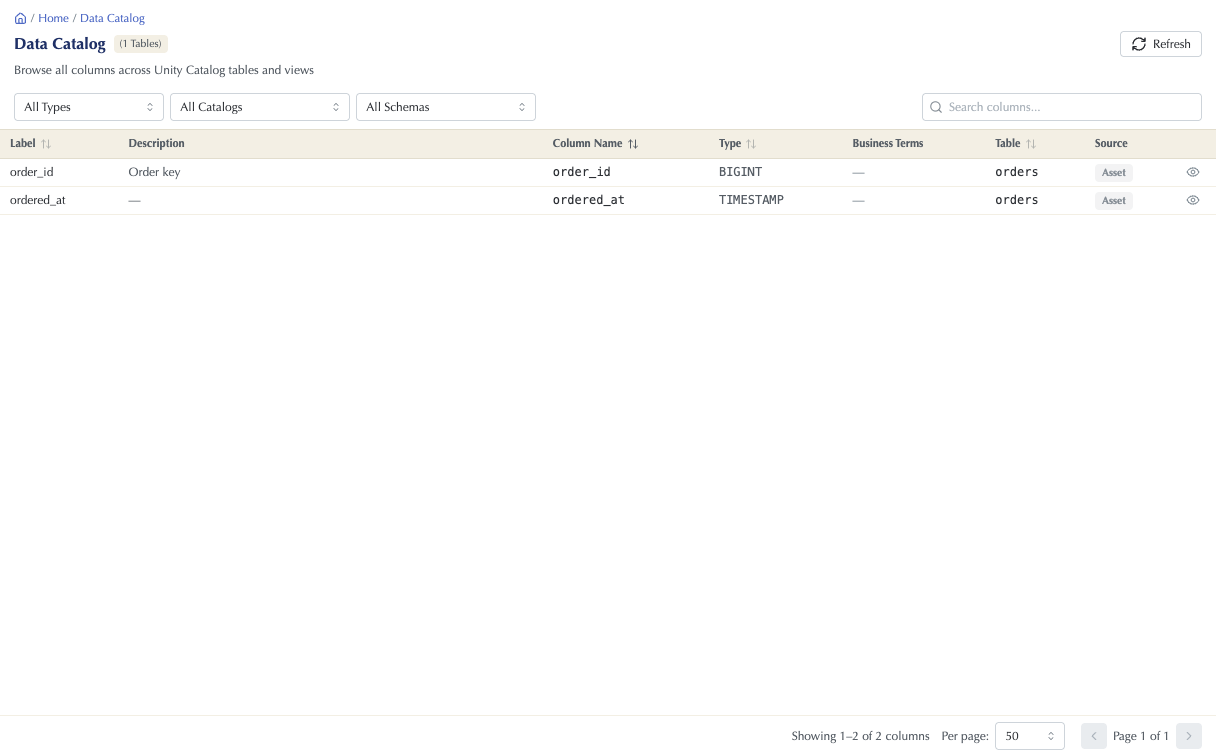 / Home / Data Catalog
Data Catalog (1 Tables)
Refresh
Browse all columns across Unity Catalog tables and views
All Types All Catalogs All Schemas Search columns...
Label Description Column Name Type Business Terms Table Source
order_id Order key order_id BIGINT — orders Asset
ordered_at — ordered_at TIMESTAMP — orders Asset
Showing 1–2 of 2 columns Per page: 50 Page 1 of 1